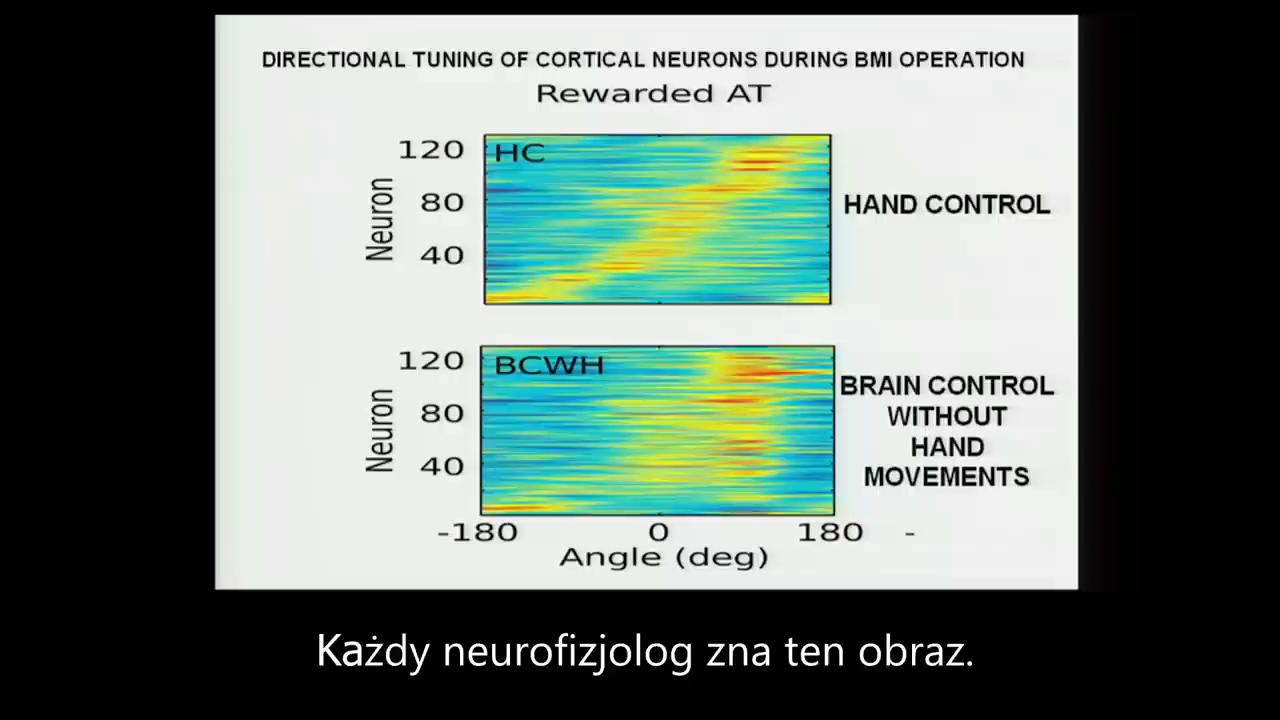 DIRECTIONAL TUNING OF CORTICAL NEURONS DURING BMI OPERATION
Rewarded AT
HC
120
80
40
Neuron
HAND CONTROL
BCWH
120
80
40
Neuron
BRAIN CONTROL
WITHOUT
HAND
MOVEMENTS
-180 0 180 -
Angle (deg)
Każdy neurofizjolog zna ten obraz.